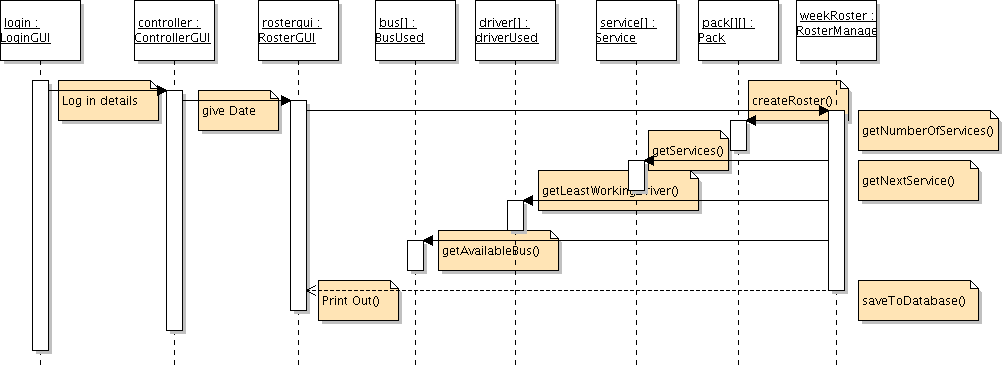 login :
LoginGUI
controller :
ControllerGUI
rosterqui :
RosterGUI
bus[] :
BusUsed
driver[] :
driverUsed
service[] :
Service
pack[][] :
Pack
weekRoster :
RosterManage
Log in details
give Date
createRoster()
getNumberOfServices()
getServices()
getNextService()
getLeastWorkingDriver()
getAvailableBus()
Print Out()
saveToDatabase()